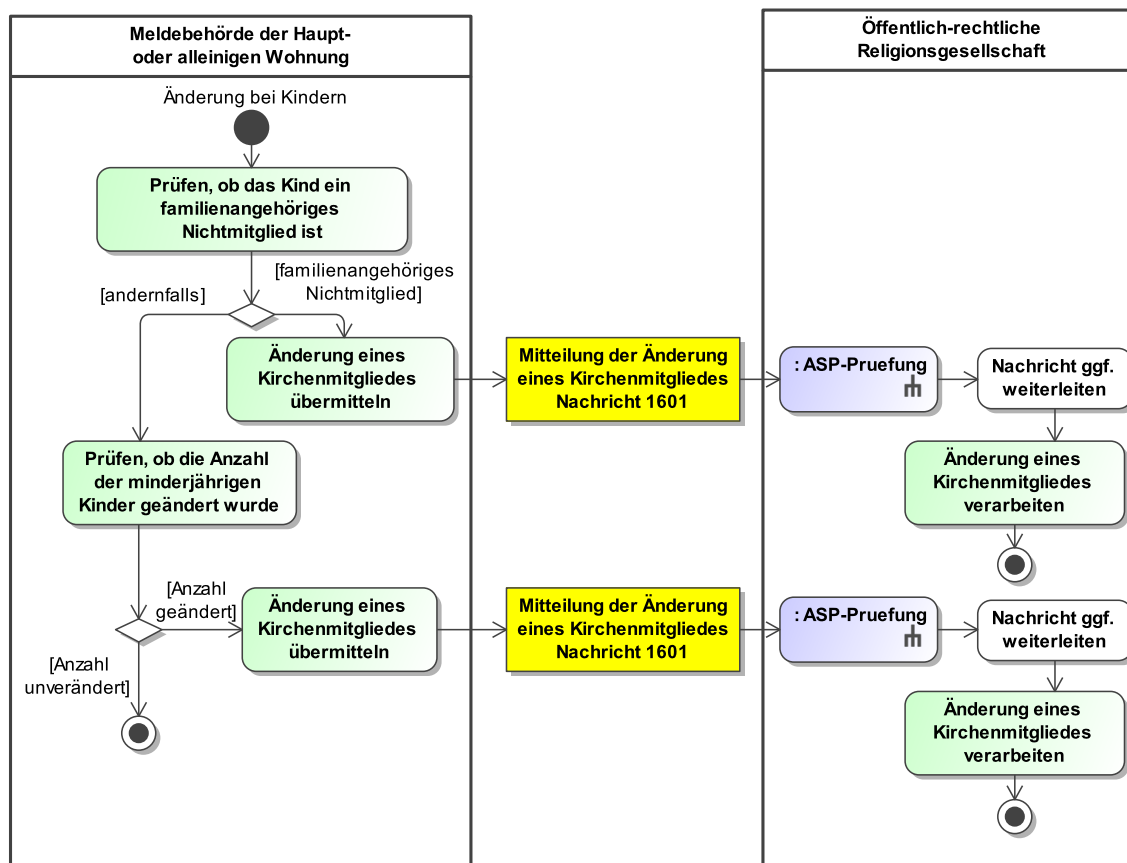 Meldebehörde der Haupt-
oder alleinigen Wohnung
Öffentlich-rechtliche
Religionsgesellschaft
Änderung bei Kindern
Prüfen, ob das Kind ein
familienangehöriges
Nichtmitglied ist
[familienangehöriges
Nichtmitglied]
[andernfalls]
Änderung eines
Kirchenmitgliedes
übermitteln
Mitteilung der Änderung
eines Kirchenmitgliedes
Nachricht 1601
: ASP-Pruefung
Nachricht ggf.
weiterleiten
Änderung eines
Kirchenmitgliedes
verarbeiten
Prüfen, ob die Anzahl
der minderjährigen
Kinder geändert wurde
[Anzahl
geändert]
Änderung eines
Kirchenmitgliedes
übermitteln
Mitteilung der Änderung
eines Kirchenmitgliedes
Nachricht 1601
: ASP-Pruefung
Nachricht ggf.
weiterleiten
[Anzahl
unverändert]
Änderung eines
Kirchenmitgliedes
verarbeiten